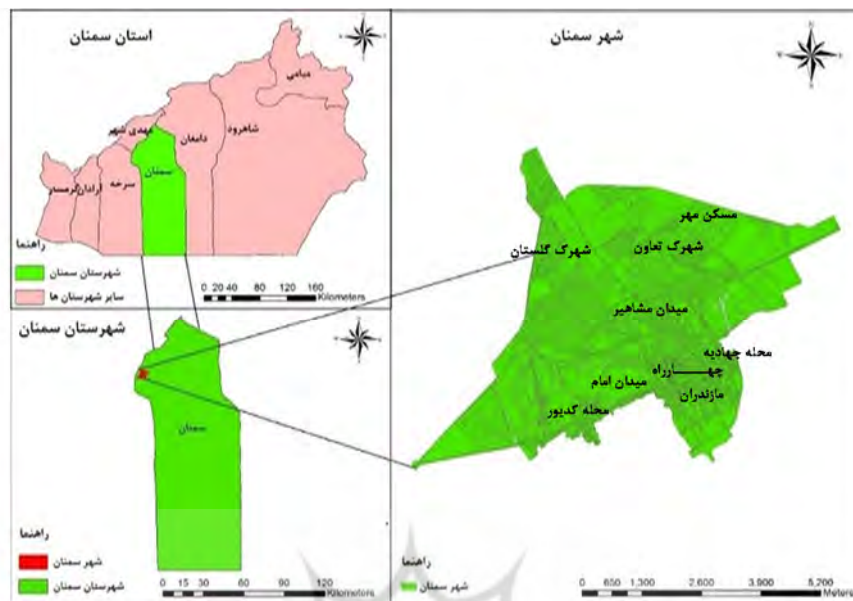 استان سمنان
میامی
شاهرود
دامغان
مهدی شهر
سمنان
سرخه
آرادان
گرمسار
راهنما
شهرستان سمنان
سایر شهرستان ها
0 20 40 80 120 160
Kilometers
شهرستان سمنان
سمنان
راهنما
شهر سمنان
شهرستان سمنان
0 15 30 60 90 120
Kilometers
شهر سمنان
مسکن مهر
شهرک تعاون
شهرک گلستان
میدان مشاهیر
محله جهادیه
چهـــــارراه
مازندران
میدان امام
محله کدیور
راهنما
شهر سمنان
0 650 1,300 2,600 3,900 5,200
Meters